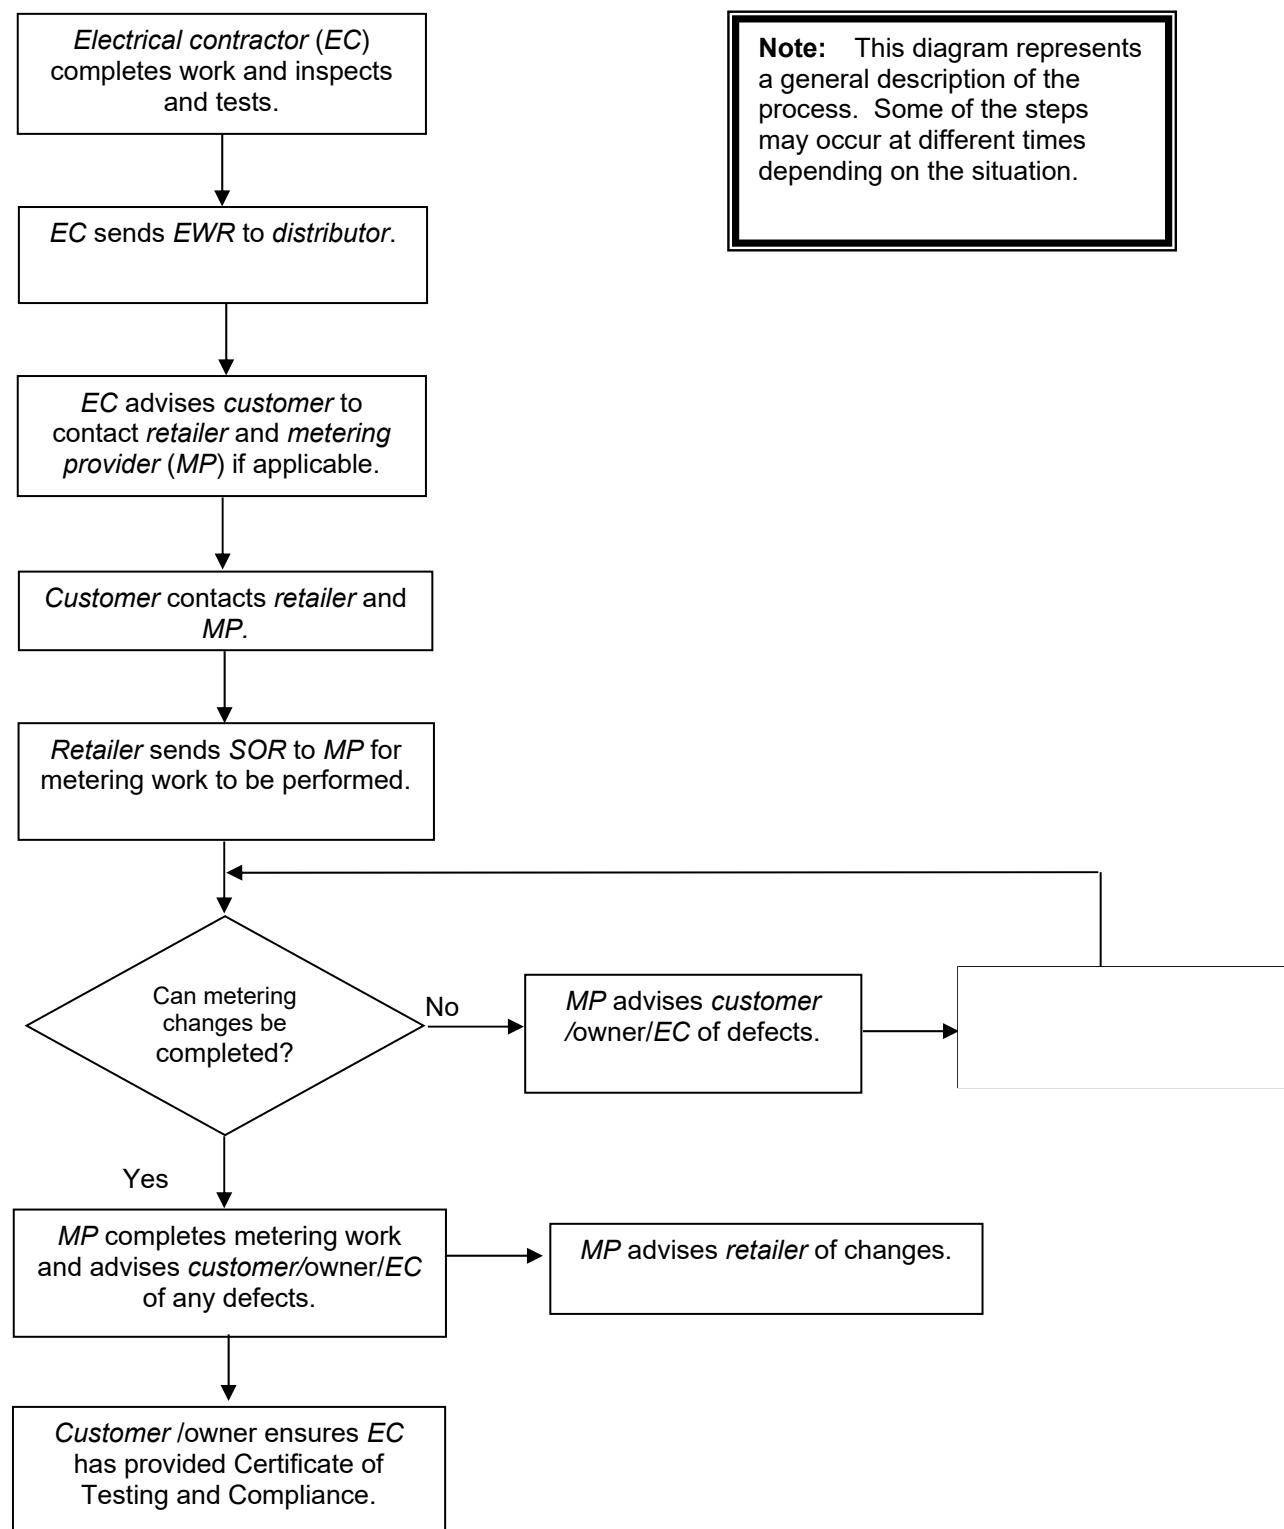 Electrical contractor (EC)
completes work and inspects
and tests.
Note: This diagram represents
a general description of the
process. Some of the steps
may occur at different times
depending on the situation.
EC sends EWR to distributor.
EC advises customer to
contact retailer and metering
provider (MP) if applicable.
Customer contacts retailer and
MP.
Retailer sends SOR to MP for
metering work to be performed.
Can metering
changes be
completed?
No
MP advises customer
/owner/EC of defects.
Yes
MP completes metering work
and advises customer/owner/EC
of any defects.
MP advises retailer of changes.
Customer /owner ensures EC
has provided Certificate of
Testing and Compliance.